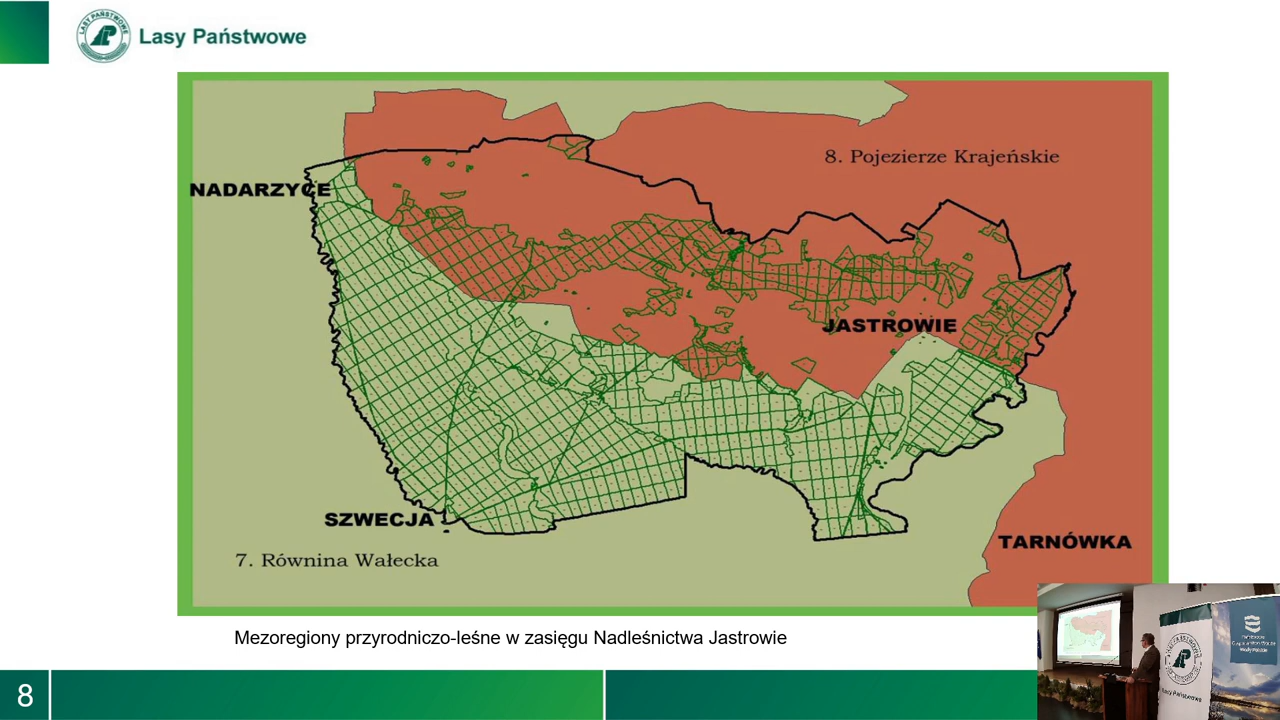 Lasy Państwowe
8. Pojezierze Krajeńskie
NADARZYCE
JASTROWIE
SZWECJA
TARNÓWKA
7. Równina Wałecka
Mezoregiony przyrodniczo-leśne w zasięgu Nadleśnictwa Jastrowie
8
Lasy Państwowe